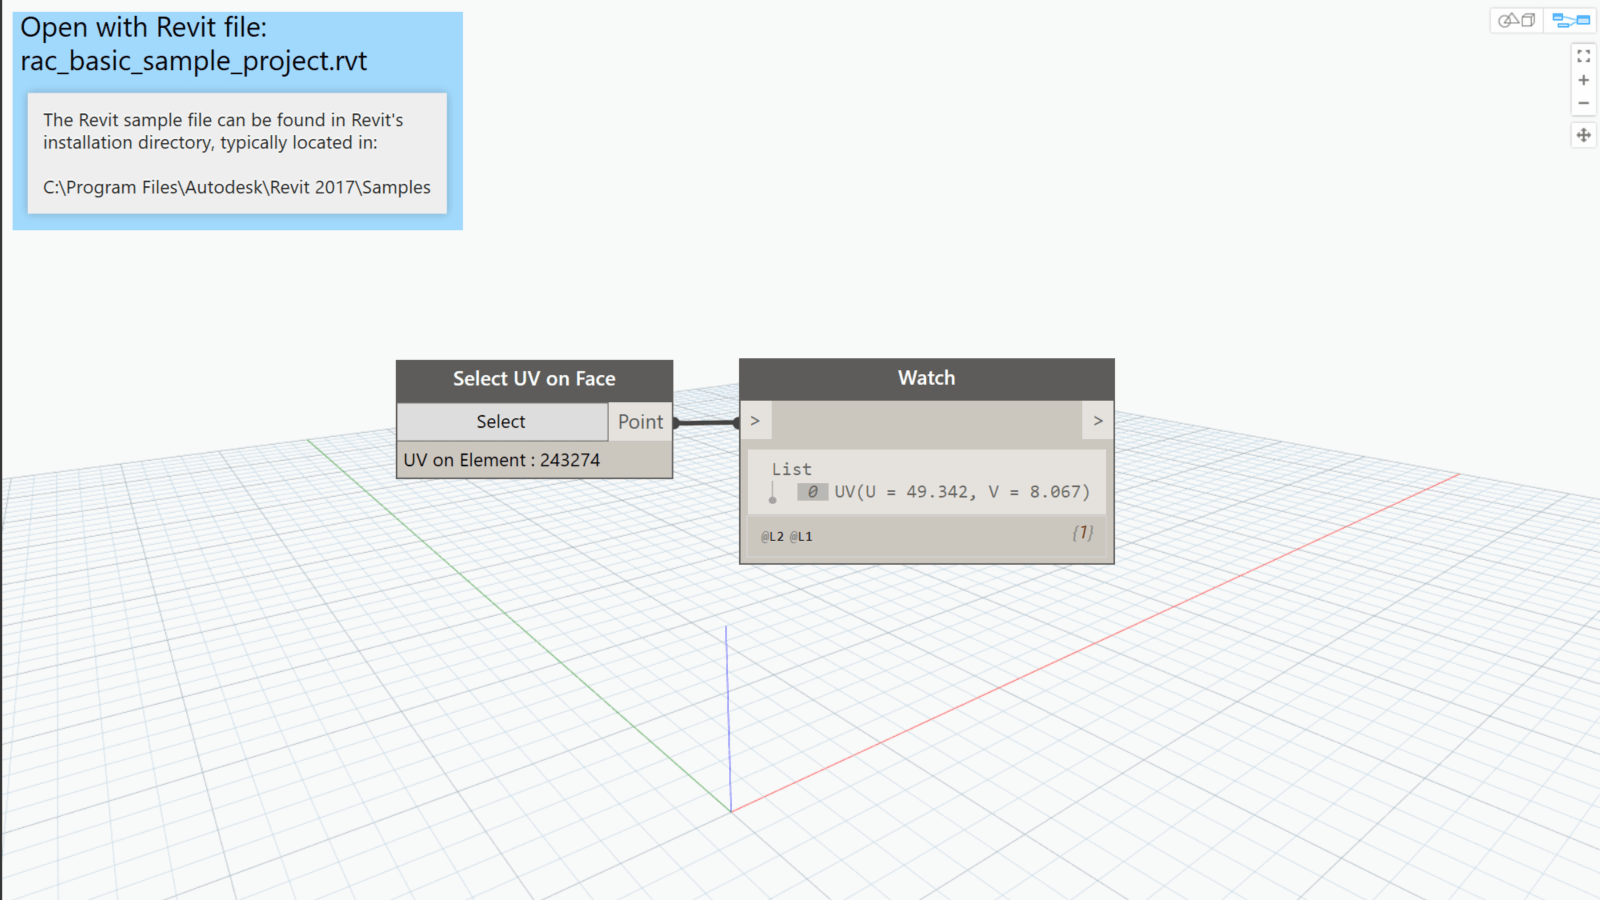 Open with Revit file:
rac_basic_sample_project.rvt
The Revit sample file can be found in Revit's
installation directory, typically located in:
C:\Program Files\Autodesk\Revit 2017\Samples
Select UV on Face
Select
Point
UV on Element : 243274
Watch
>
>
List
0 UV(U = 49.342, V = 8.067)
@L2 @L1
{1}